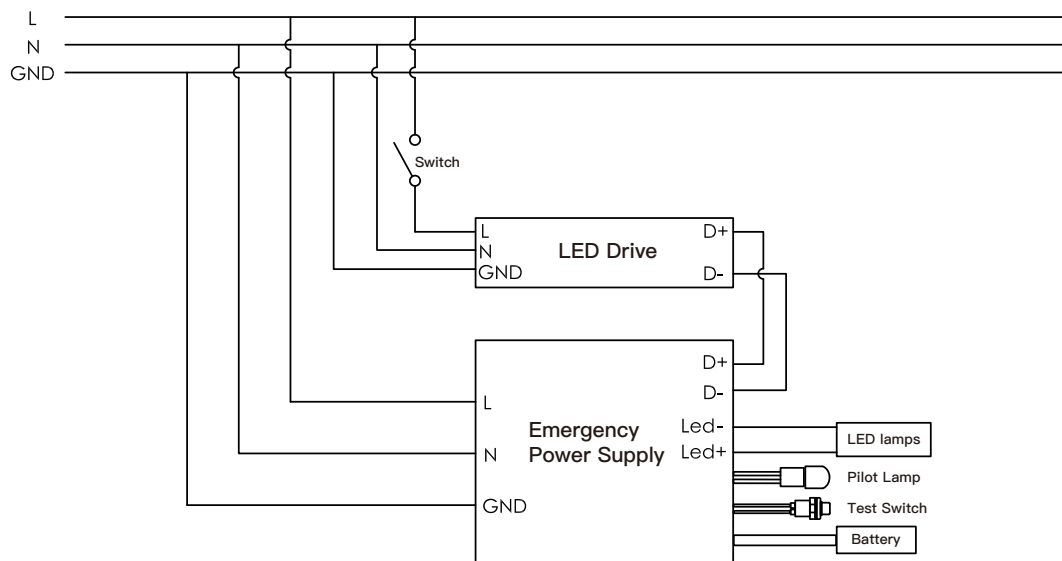 L
N
GND
Switch
L
N
GND
LED Drive
D+
D-
L
N
GND
Emergency
Power Supply
D+
D-
Led-
Led+
LED lamps
Pilot Lamp
Test Switch
Battery